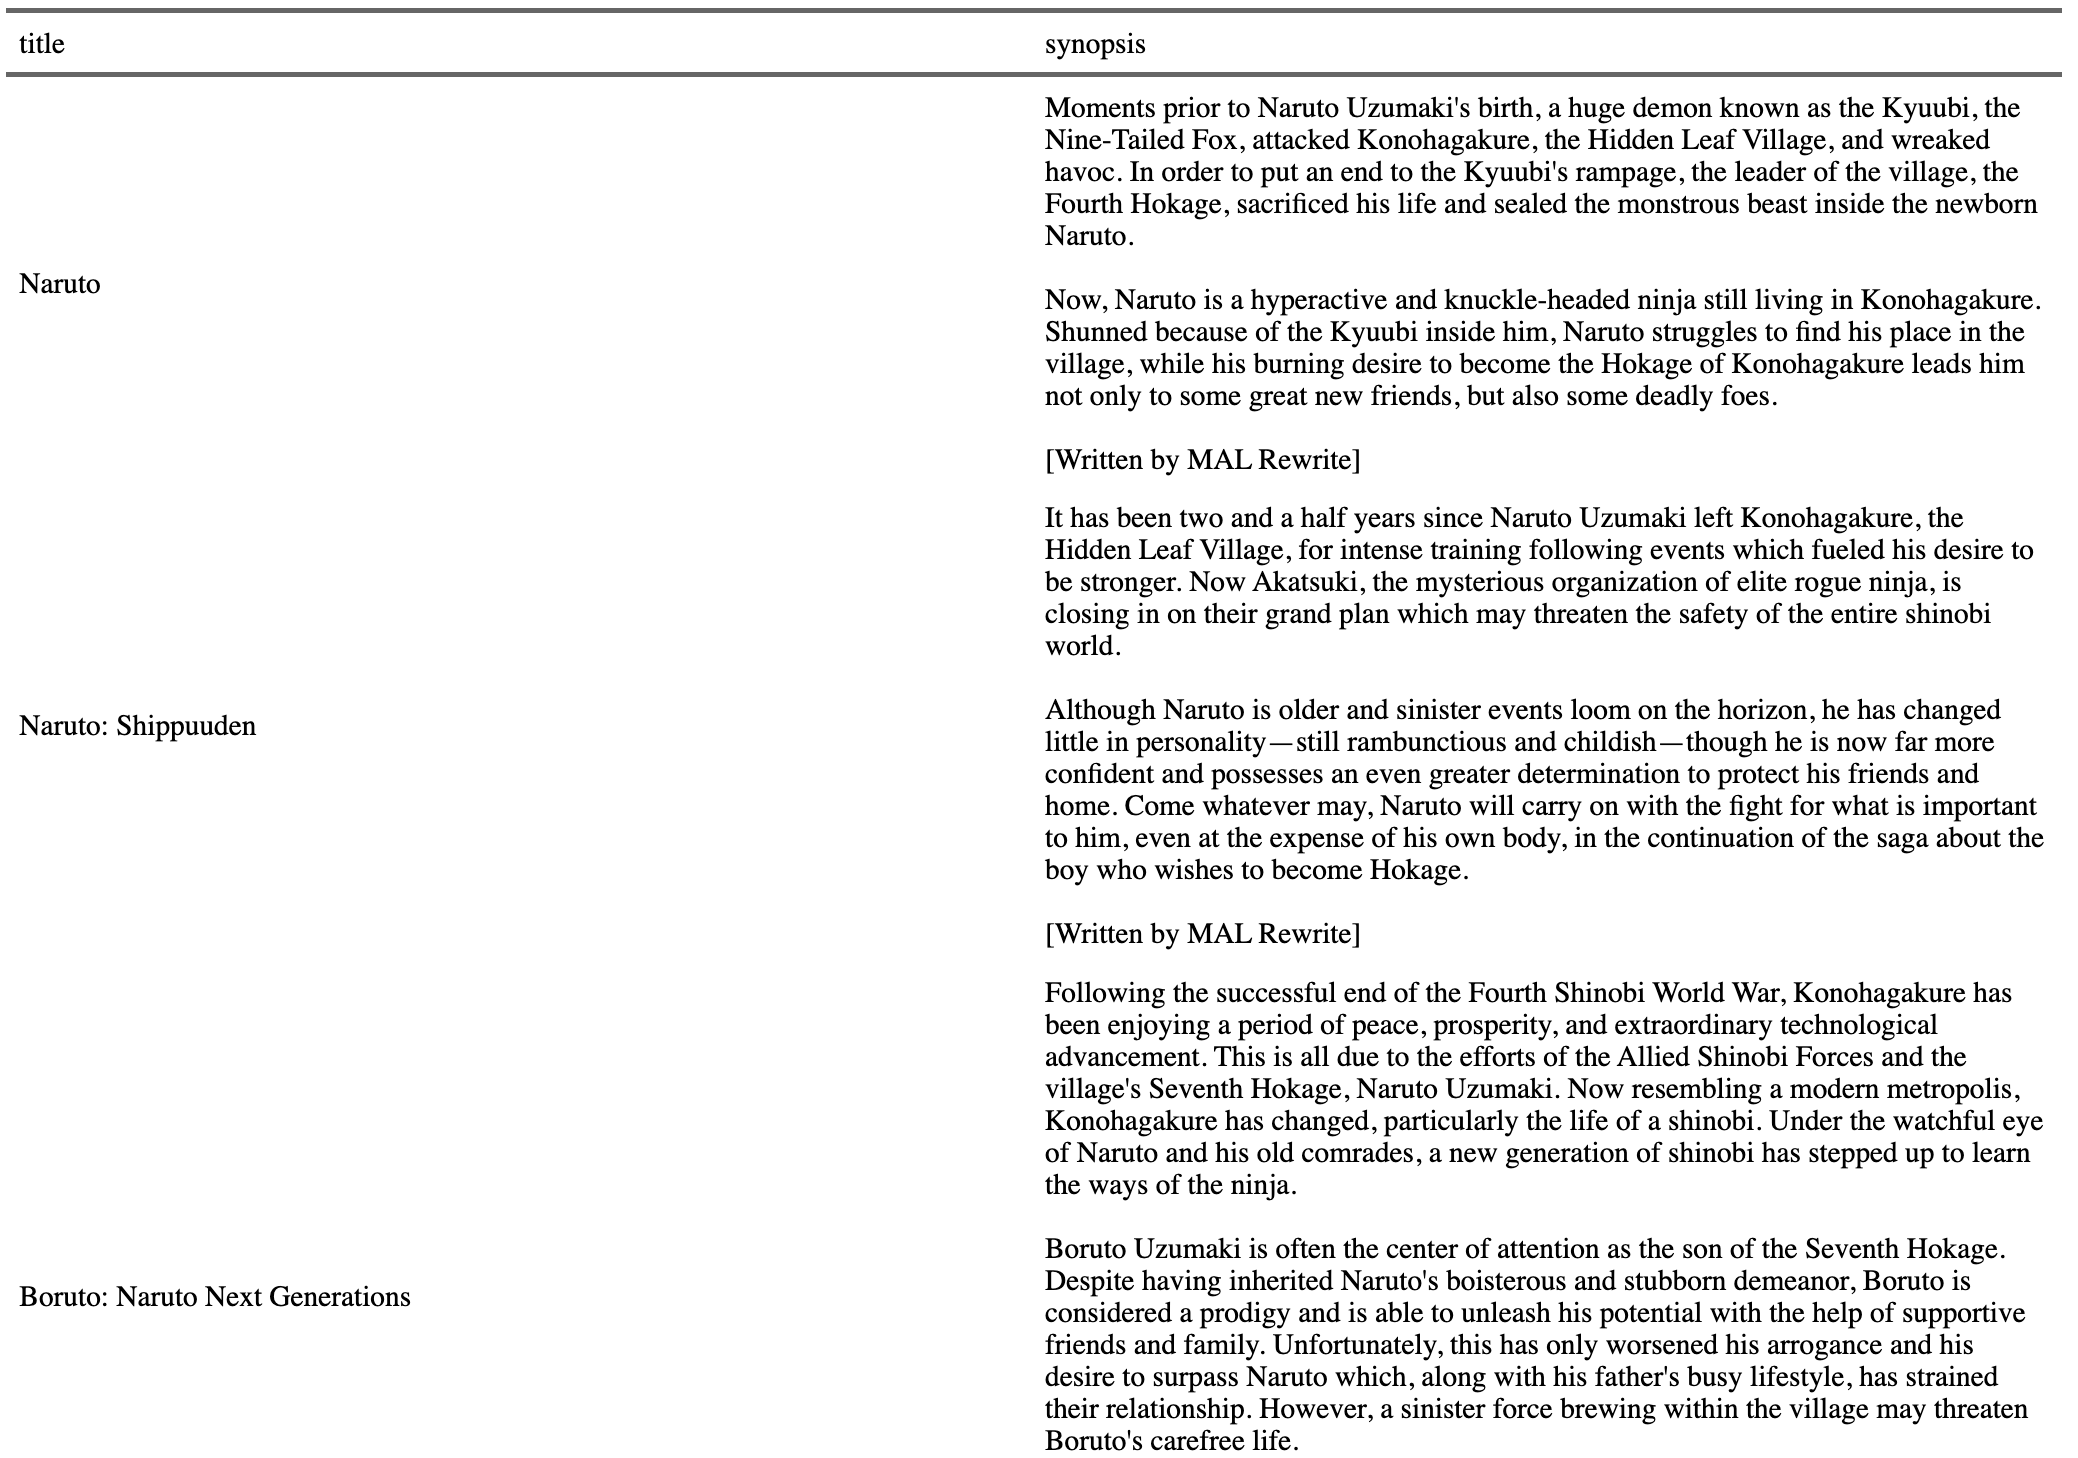 title
synopsis
Naruto
Moments prior to Naruto Uzumaki's birth, a huge demon known as the Kyuubi, the
Nine-Tailed Fox, attacked Konohagakure, the Hidden Leaf Village, and wreaked
havoc. In order to put an end to the Kyuubi's rampage, the leader of the village, the
Fourth Hokage, sacrificed his life and sealed the monstrous beast inside the newborn
Naruto.
Now, Naruto is a hyperactive and knuckle-headed ninja still living in Konohagakure.
Shunned because of the Kyuubi inside him, Naruto struggles to find his place in the
village, while his burning desire to become the Hokage of Konohagakure leads him
not only to some great new friends, but also some deadly foes.
[Written by MAL Rewrite]
Naruto: Shippuuden
It has been two and a half years since Naruto Uzumaki left Konohagakure, the
Hidden Leaf Village, for intense training following events which fueled his desire to
be stronger. Now Akatsuki, the mysterious organization of elite rogue ninja, is
closing in on their grand plan which may threaten the safety of the entire shinobi
world.
Although Naruto is older and sinister events loom on the horizon, he has changed
little in personality—still rambunctious and childish—though he is now far more
confident and possesses an even greater determination to protect his friends and
home. Come whatever may, Naruto will carry on with the fight for what is important
to him, even at the expense of his own body, in the continuation of the saga about the
boy who wishes to become Hokage.
[Written by MAL Rewrite]
Boruto: Naruto Next Generations
Following the successful end of the Fourth Shinobi World War, Konohagakure has
been enjoying a period of peace, prosperity, and extraordinary technological
advancement. This is all due to the efforts of the Allied Shinobi Forces and the
village's Seventh Hokage, Naruto Uzumaki. Now resembling a modern metropolis,
Konohagakure has changed, particularly the life of a shinobi. Under the watchful eye
of Naruto and his old comrades, a new generation of shinobi has stepped up to learn
the ways of the ninja.
Boruto Uzumaki is often the center of attention as the son of the Seventh Hokage.
Despite having inherited Naruto's boisterous and stubborn demeanor, Boruto is
considered a prodigy and is able to unleash his potential with the help of supportive
friends and family. Unfortunately, this has only worsened his arrogance and his
desire to surpass Naruto which, along with his father's busy lifestyle, has strained
their relationship. However, a sinister force brewing within the village may threaten
Boruto's carefree life.